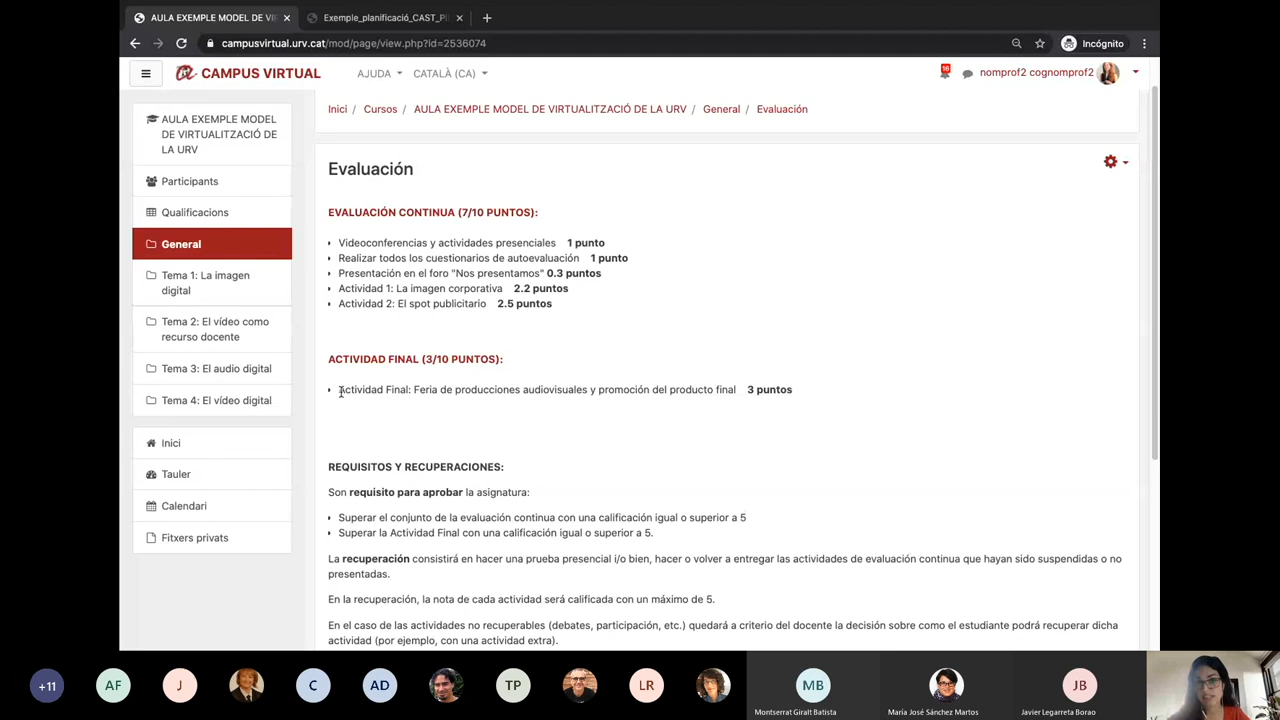 AULA EXEMPLE MODEL DE VI
Exemple_planificació_CAST_P
campusvirtual.urv.cat/mod/page/view.php?id=2536074
Incógnito
CAMPUS VIRTUAL
AJUDA
CATALÀ (CA)
16
nomprof2 cognomprof2
AULA EXEMPLE MODEL
DE VIRTUALITZACIÓ DE
LA URV
Participants
Qualificacions
General
Tema 1: La imagen
digital
Tema 2: El vídeo como
recurso docente
Tema 3: El audio digital
Tema 4: El vídeo digital
Inici
Tauler
Calendari
Fitxers privats
Inici / Cursos / AULA EXEMPLE MODEL DE VIRTUALITZACIÓ DE LA URV / General / Evaluación
Evaluación
EVALUACIÓN CONTINUA (7/10 PUNTOS):
Videoconferencias y actividades presenciales 1 punto
Realizar todos los cuestionarios de autoevaluación 1 punto
Presentación en el foro "Nos presentamos" 0.3 puntos
Actividad 1: La imagen corporativa 2.2 puntos
Actividad 2: El spot publicitario 2.5 puntos
ACTIVIDAD FINAL (3/10 PUNTOS):
Actividad Final: Feria de producciones audiovisuales y promoción del producto final 3 puntos
REQUISITOS Y RECUPERACIONES:
Son requisito para aprobar la asignatura:
Superar el conjunto de la evaluación continua con una calificación igual o superior a 5
Superar la Actividad Final con una calificación igual o superior a 5.
La recuperación consistirá en hacer una prueba presencial i/o bien, hacer o volver a entregar las actividades de evaluación continua que hayan sido suspendidas o no
presentadas.
En la recuperación, la nota de cada actividad será calificada con un máximo de 5.
En el caso de las actividades no recuperables (debates, participación, etc.) quedará a criterio del docente la decisión sobre como el estudiante podrá recuperar dicha
actividad (por ejemplo, con una actividad extra).
+11
AF
J
C
AD
TP
LR
MB
JB
Montserrat Giralt Batista
María José Sánchez Martos
Javier Legarreta Borao